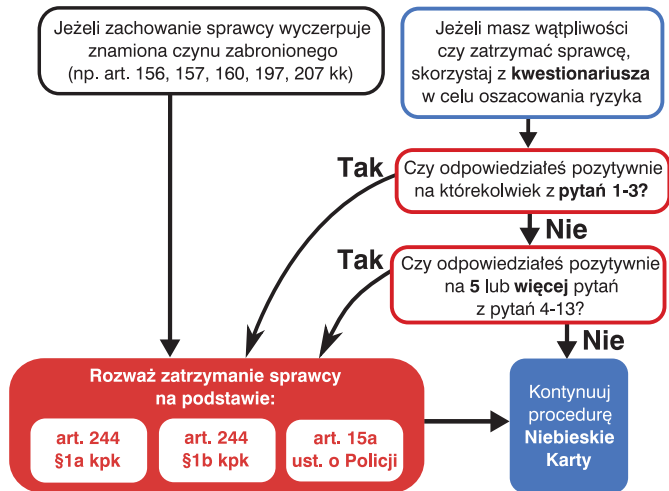 Jeżeli zachowanie sprawcy wyczerpuje
znamiona czynu zabronionego
(np. art. 156, 157, 160, 197, 207 kk)
Jeżeli masz wątpliwości
czy zatrzymać sprawcę,
skorzystaj z kwestionariusza
w celu oszacowania ryzyka
Tak
Czy odpowiedziałeś pozytywnie
na którekolwiek z pytań 1-3?
Nie
Tak
Czy odpowiedziałeś pozytywnie
na 5 lub więcej pytań
z pytań 4-13?
Nie
Rozważ zatrzymanie sprawcy
na podstawie:
art. 244
§1a kpk
art. 244
§1b kpk
art. 15a
ust. o Policji
Kontynuuj
procedurę
Niebieskie
Karty